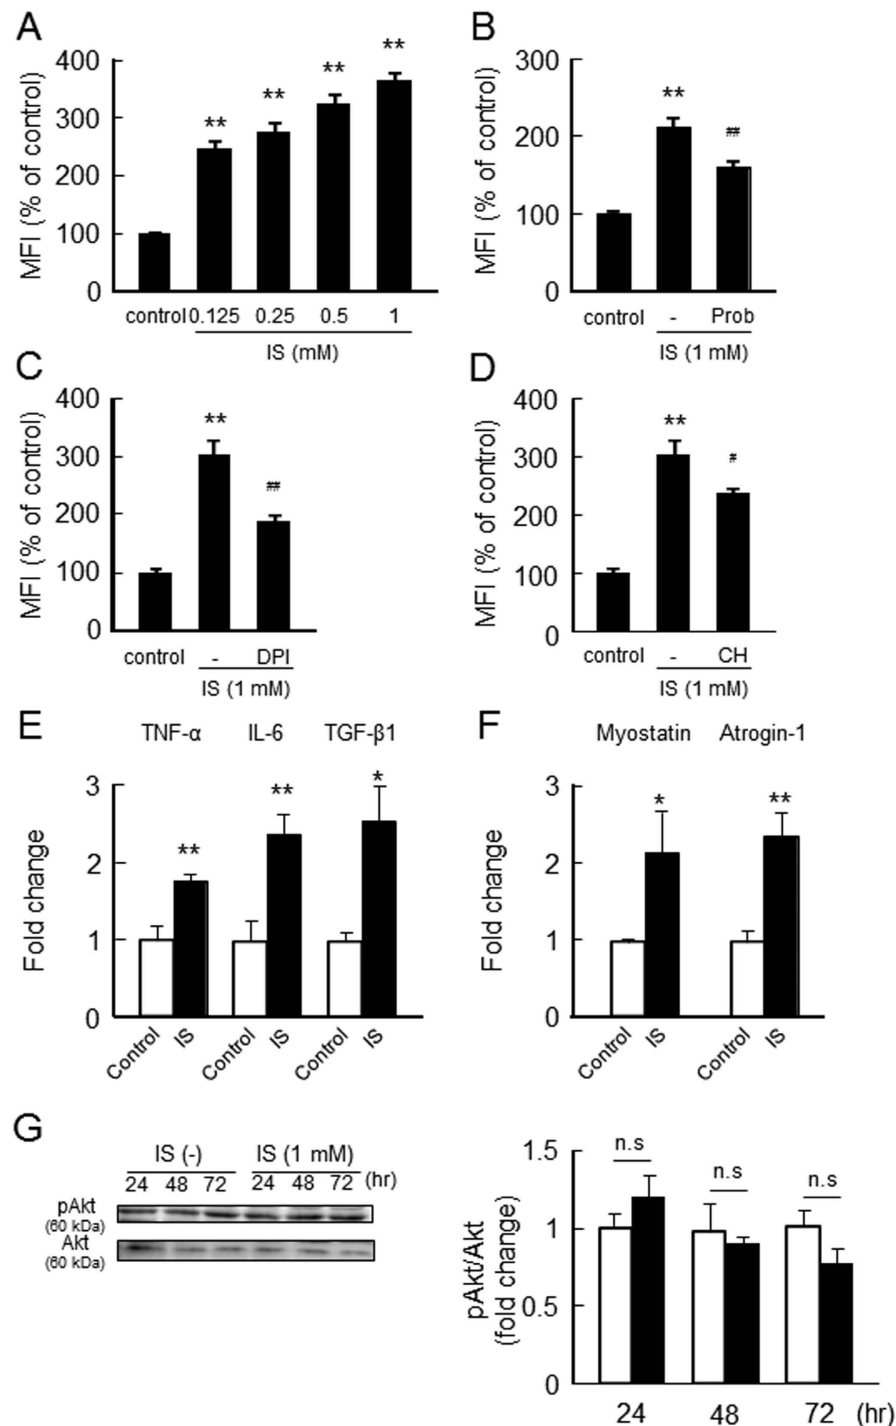 A
MFI (% of control)
400
300
200
100
0
** ** ** **
control 0.125 0.25 0.5 1
IS (mM)
B
MFI (% of control)
300
200
100
0
** ##
control - Prob
IS (1 mM)
C
MFI (% of control)
400
300
200
100
0
** ##
control - DPI
IS (1 mM)
D
MFI (% of control)
400
300
200
100
0
** #
control - CH
IS (1 mM)
E
TNF-α IL-6 TGF-β1
Fold change
3
2
1
0
** ** *
Control IS Control IS Control IS
F
Myostatin Atrogin-1
Fold change
3
2
1
0
* **
Control IS Control IS
G
IS (-) IS (1 mM)
24 48 72 24 48 72 (hr)
pAkt
(60 kDa)
Akt
(60 kDa)
pAkt/Akt
(fold change)
1.5
1
0.5
0
n.s n.s n.s
24 48 72 (hr)